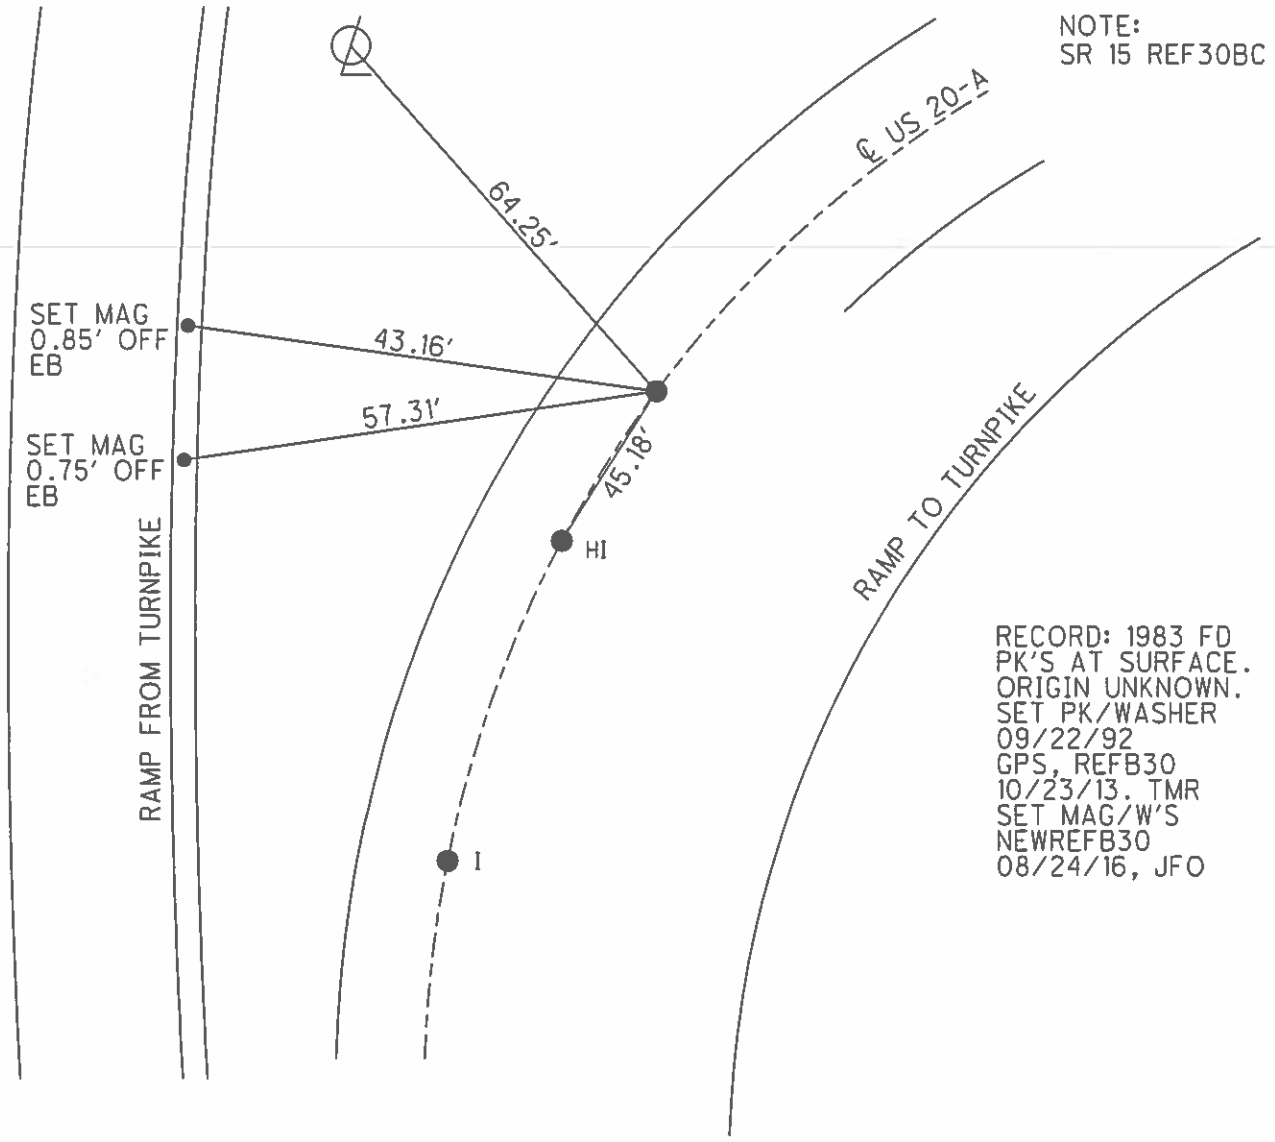 NOTE:
SR 15 REF30BC
℄ US 20-A
64.25'
SET MAG
0.85' OFF
EB
43.16'
57.31'
SET MAG
0.75' OFF
EB
45.18'
HI
RAMP TO TURNPIKE
RAMP FROM TURNPIKE
I
RECORD: 1983 FD
PK'S AT SURFACE.
ORIGIN UNKNOWN.
SET PK/WASHER
09/22/92
GPS, REFB30
10/23/13. TMR
SET MAG/W'S
NEWREFB30
08/24/16, JFO